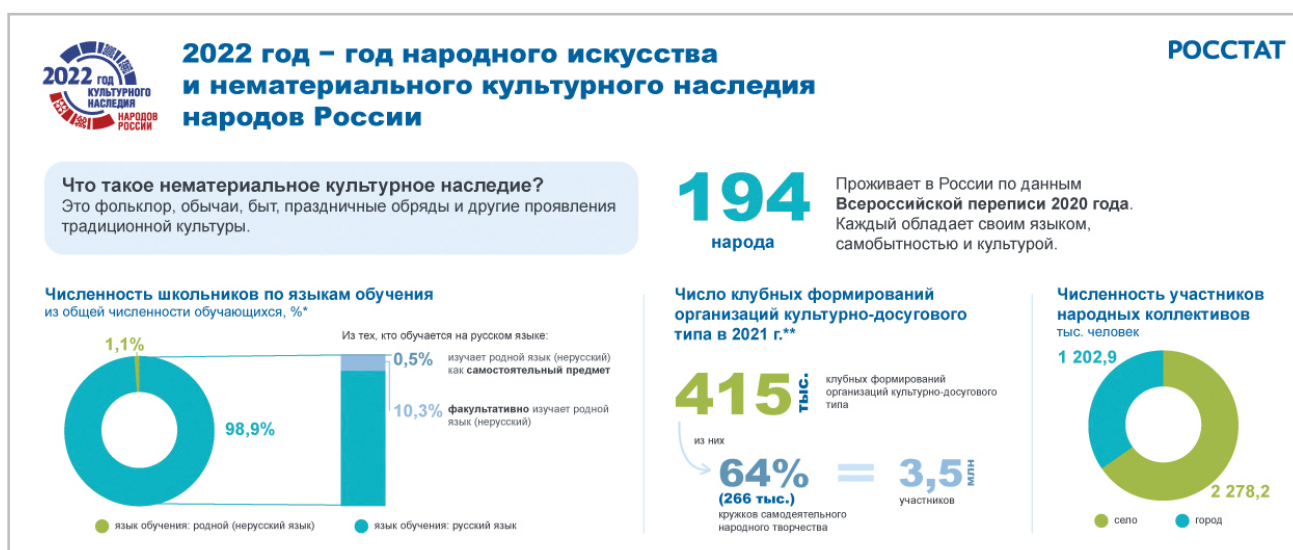 2022 год
КУЛЬТУРНОГО
НАСЛЕДИЯ
НАРОДОВ
РОССИИ
2022 год – год народного искусства
и нематериального культурного наследия
народов России
РОССТАТ
Что такое нематериальное культурное наследие?
Это фольклор, обычаи, быт, праздничные обряды и другие проявления
традиционной культуры.
194
народа
Проживает в России по данным
Всероссийской переписи 2020 года.
Каждый обладает своим языком,
самобытностью и культурой.
Численность школьников по языкам обучения
из общей численности обучающихся, %*
1,1%
98,9%
Из тех, кто обучается на русском языке:
0,5%
изучает родной язык (нерусский)
как самостоятельный предмет
10,3%
факультативно изучает родной
язык (нерусский)
язык обучения: родной (нерусский язык)
язык обучения: русский язык
Число клубных формирований
организаций культурно-досугового
типа в 2021 г.**
415 тыс.
клубных формирований
организаций культурно-досугового
типа
из них
64%
(266 тыс.)
кружков самодеятельного
народного творчества
=
3,5 млн
участников
Численность участников
народных коллективов
тыс. человек
1 202,9
2 278,2
село
город